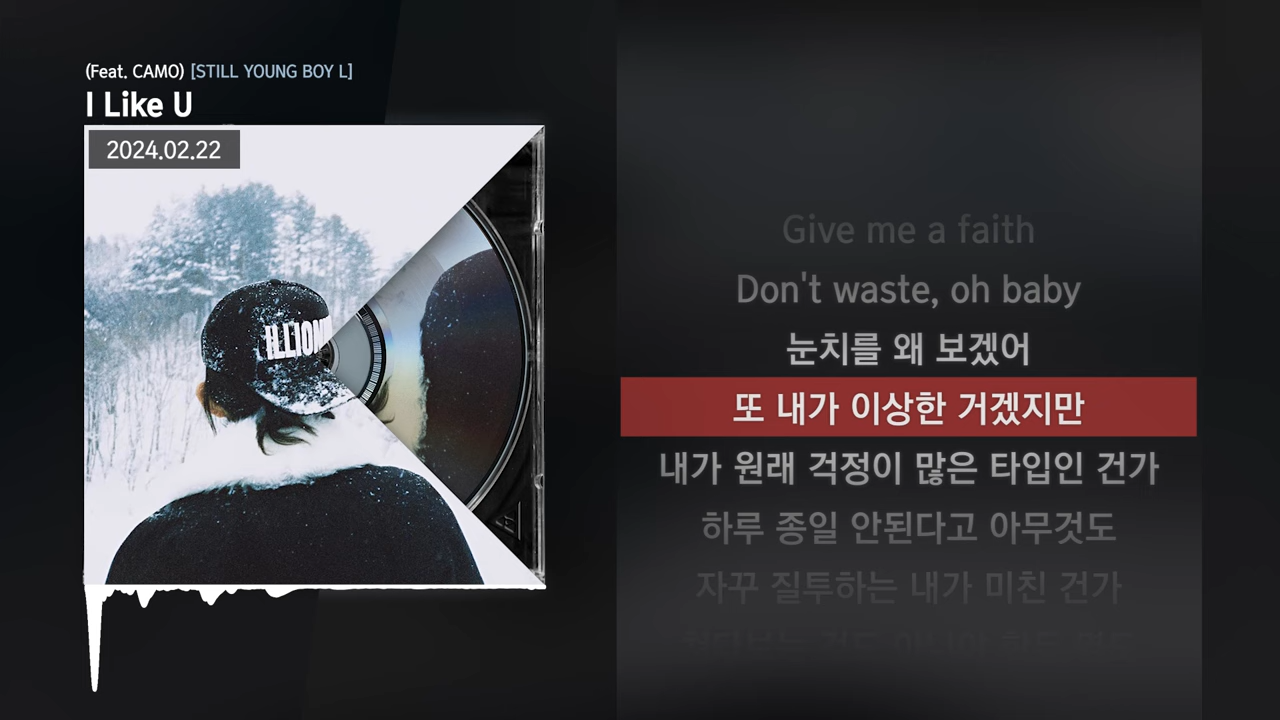 (Feat. CAMO) [STILL YOUNG BOY L]
I Like U
2024.02.22
Give me a faith
Don't waste, oh baby
눈치를 왜 보겠어
또 내가 이상한 거겠지만
내가 원래 걱정이 많은 타입인 건가
하루 종일 안된다고 아무것도
자꾸 질투하는 내가 미친 건가